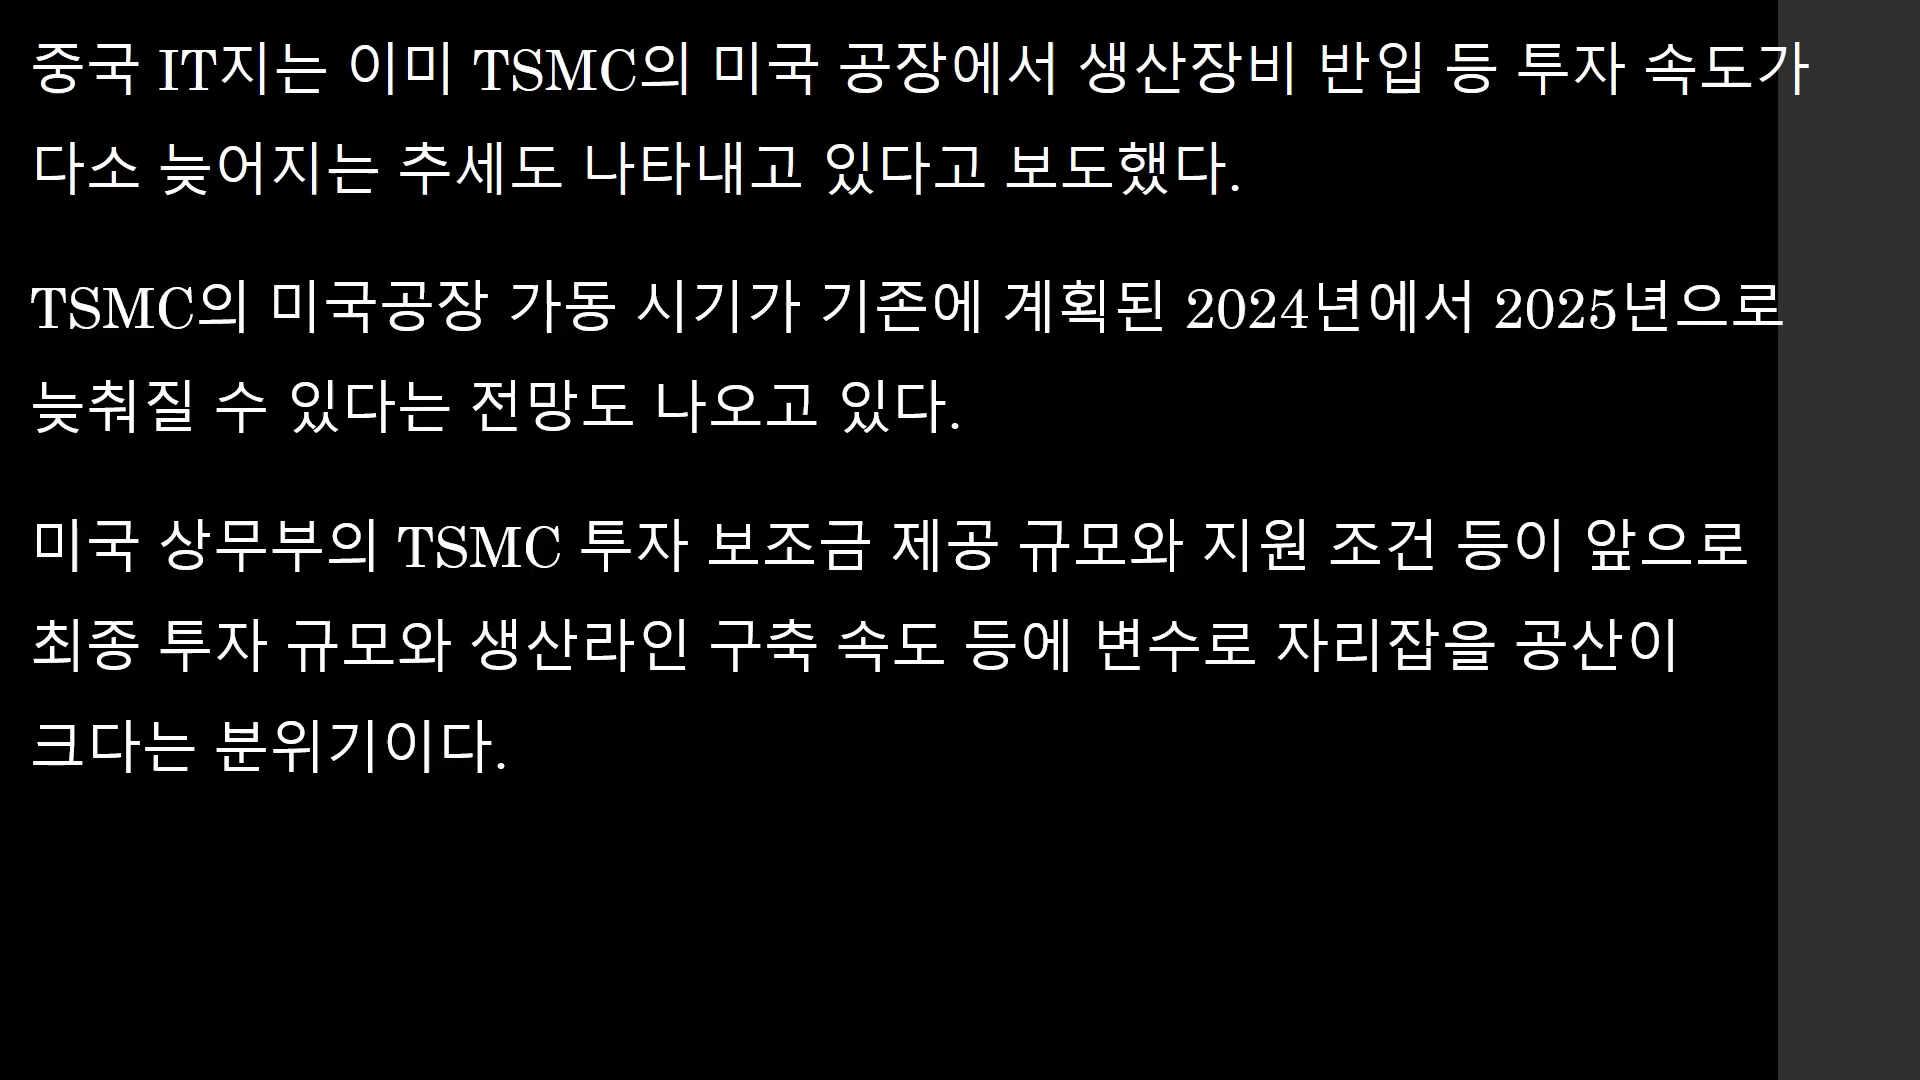 중국 IT지는 이미 TSMC의 미국 공장에서 생산장비 반입 등 투자 속도가
다소 늦어지는 추세도 나타내고 있다고 보도했다.
TSMC의 미국공장 가동 시기가 기존에 계획된 2024년에서 2025년으로
늦춰질 수 있다는 전망도 나오고 있다.
미국 상무부의 TSMC 투자 보조금 제공 규모와 지원 조건 등이 앞으로
최종 투자 규모와 생산라인 구축 속도 등에 변수로 자리잡을 공산이
크다는 분위기이다.